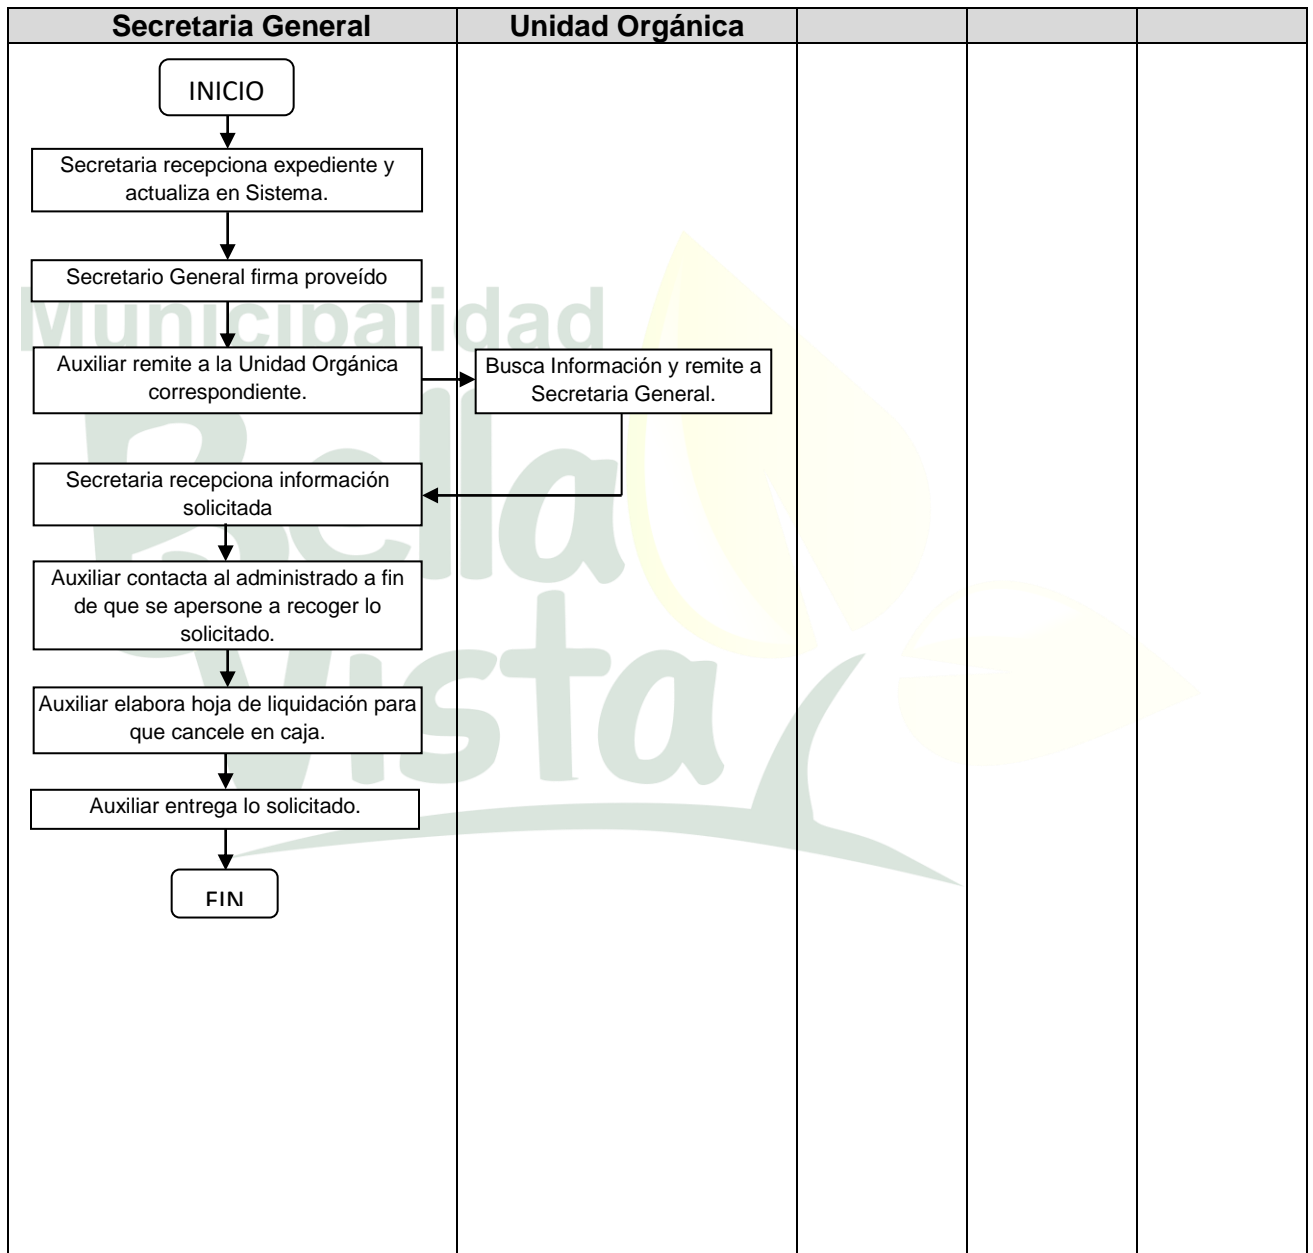 Secretaria General
Unidad Orgánica
INICIO
Secretaria recepciona expediente y
actualiza en Sistema.
Secretario General firma proveído
Municipalidad
Auxiliar remite a la Unidad Orgánica
correspondiente.
Busca Información y remite a
Secretaria General.
Bella
Secretaria recepciona información
solicitada
Auxiliar contacta al administrado a fin
de que se apersone a recoger lo
solicitado.
Vista
Auxiliar elabora hoja de liquidación para
que cancele en caja.
Auxiliar entrega lo solicitado.
FIN